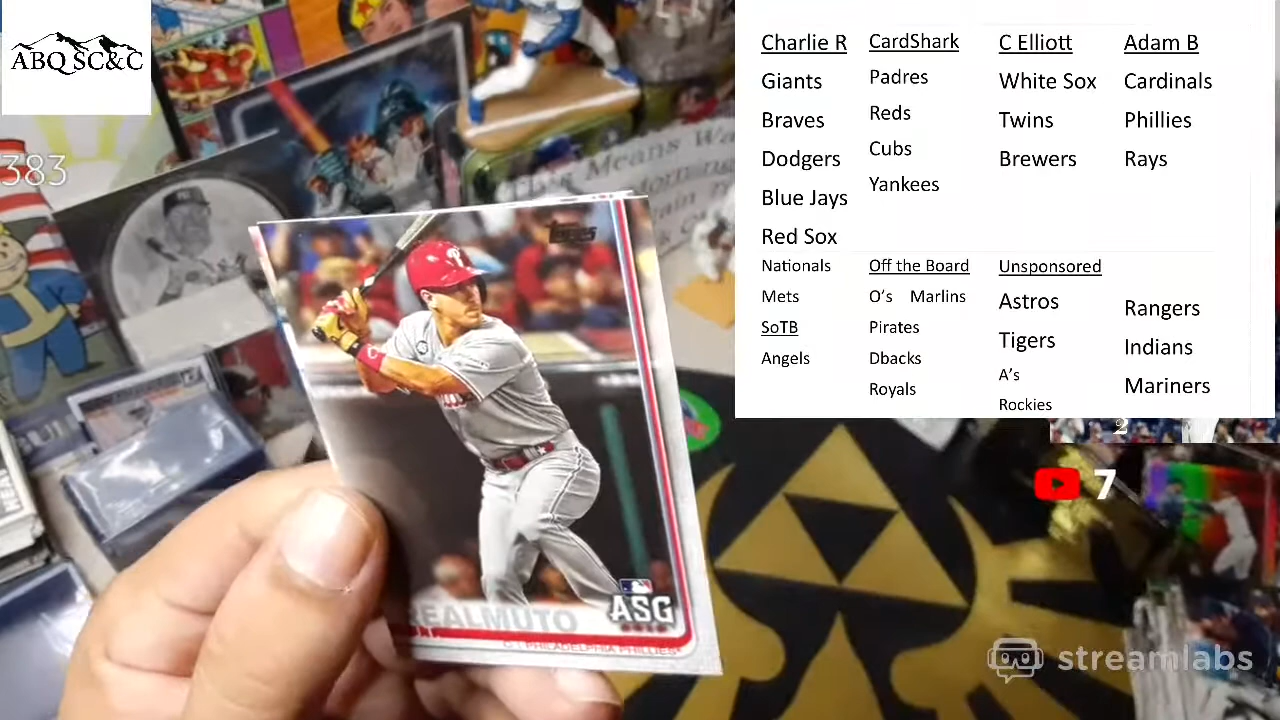 ABQ SC&C
383
Charlie R
Giants
Braves
Dodgers
Blue Jays
Red Sox
Nationals
Mets
SoTB
Angels
CardShark
Padres
Reds
Cubs
Yankees
Off the Board
O's Marlins
Pirates
Dbacks
Royals
C Elliott
White Sox
Twins
Brewers
Unsponsored
Astros
Tigers
A's
Rockies
Adam B
Cardinals
Phillies
Rays
Rangers
Indians
Mariners
Means
Topps
REALMUTO
ASG
C | PHILADELPHIA PHILLIES
2
7
streamlabs